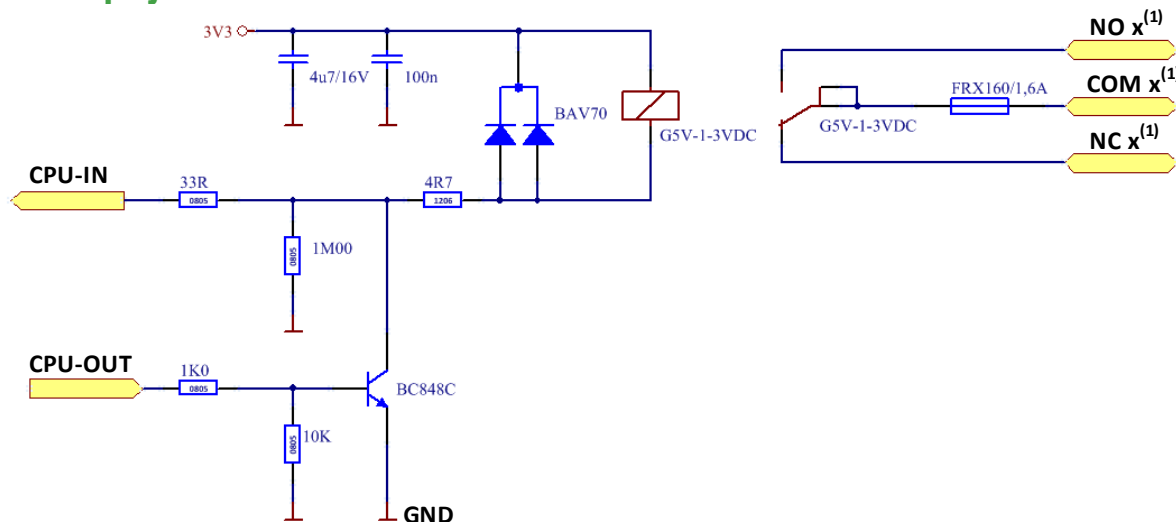 NO x(1)
3V3
4u7/16V
100n
BAV70
G5V-1-3VDC
FRX160/1,6A
COM x(1)
G5V-1-3VDC
NC x(1)
CPU-IN
33R
0805
4R7
1206
1M00
0805
CPU-OUT
1K0
0805
BC848C
10K
0805
GND